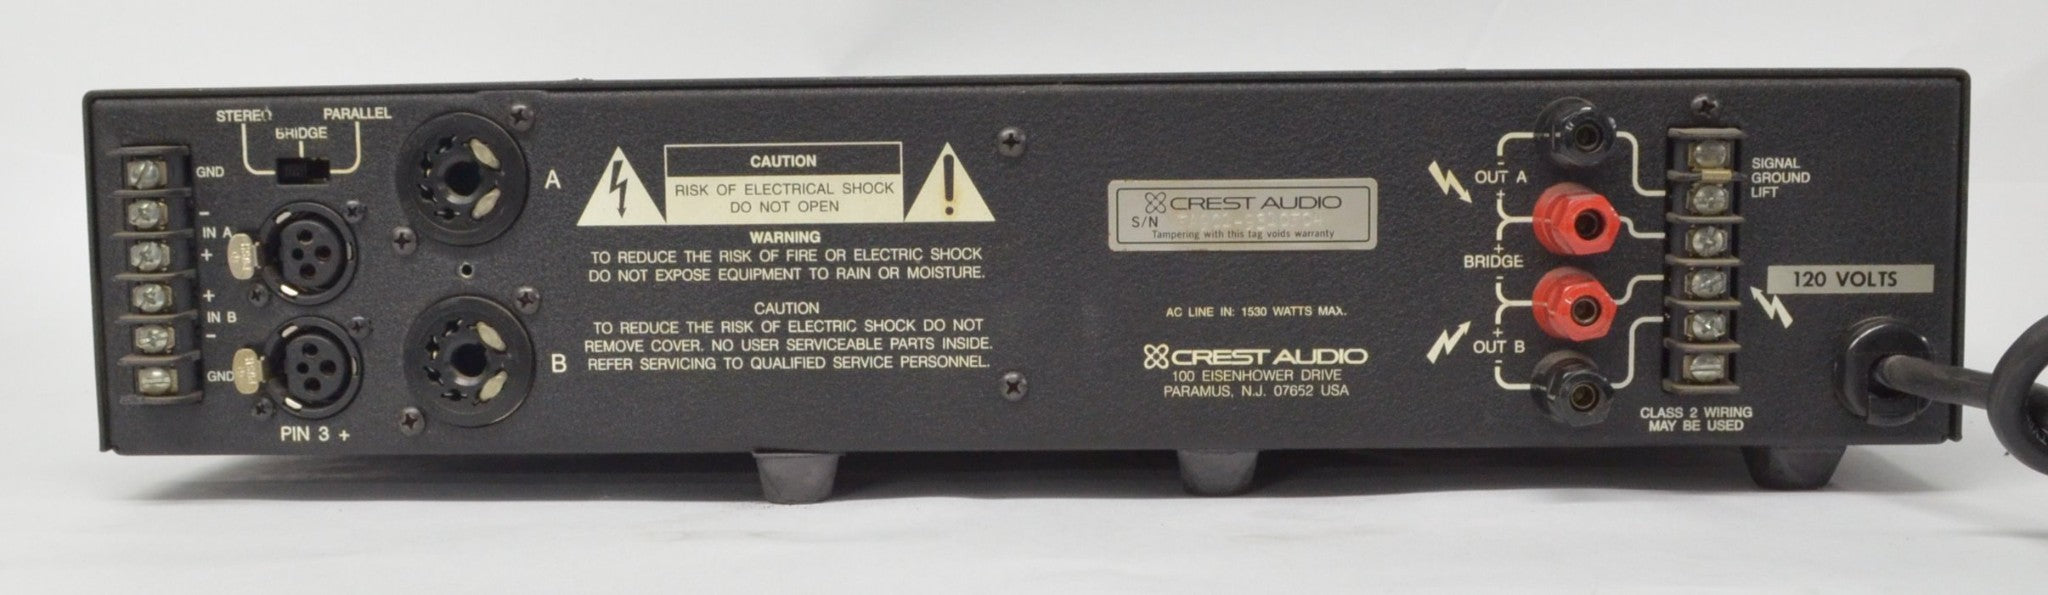 STEREO
PARALLEL
BRIDGE
GND
-
IN A
+
+
IN B
-
GND
PIN 3 +
A
B
CAUTION
RISK OF ELECTRICAL SHOCK
DO NOT OPEN
WARNING
TO REDUCE THE RISK OF FIRE OR ELECTRIC SHOCK
DO NOT EXPOSE EQUIPMENT TO RAIN OR MOISTURE.
CAUTION
TO REDUCE THE RISK OF ELECTRIC SHOCK DO NOT
REMOVE COVER. NO USER SERVICEABLE PARTS INSIDE.
REFER SERVICING TO QUALIFIED SERVICE PERSONNEL.
CREST AUDIO
S/N
Tampering with this tag voids warranty
AC LINE IN: 1530 WATTS MAX.
CREST AUDIO
100 EISENHOWER DRIVE
PARAMUS, N.J. 07652 USA
-
OUT A
+
+
BRIDGE
-
+
OUT B
-
SIGNAL
GROUND
LIFT
120 VOLTS
CLASS 2 WIRING
MAY BE USED